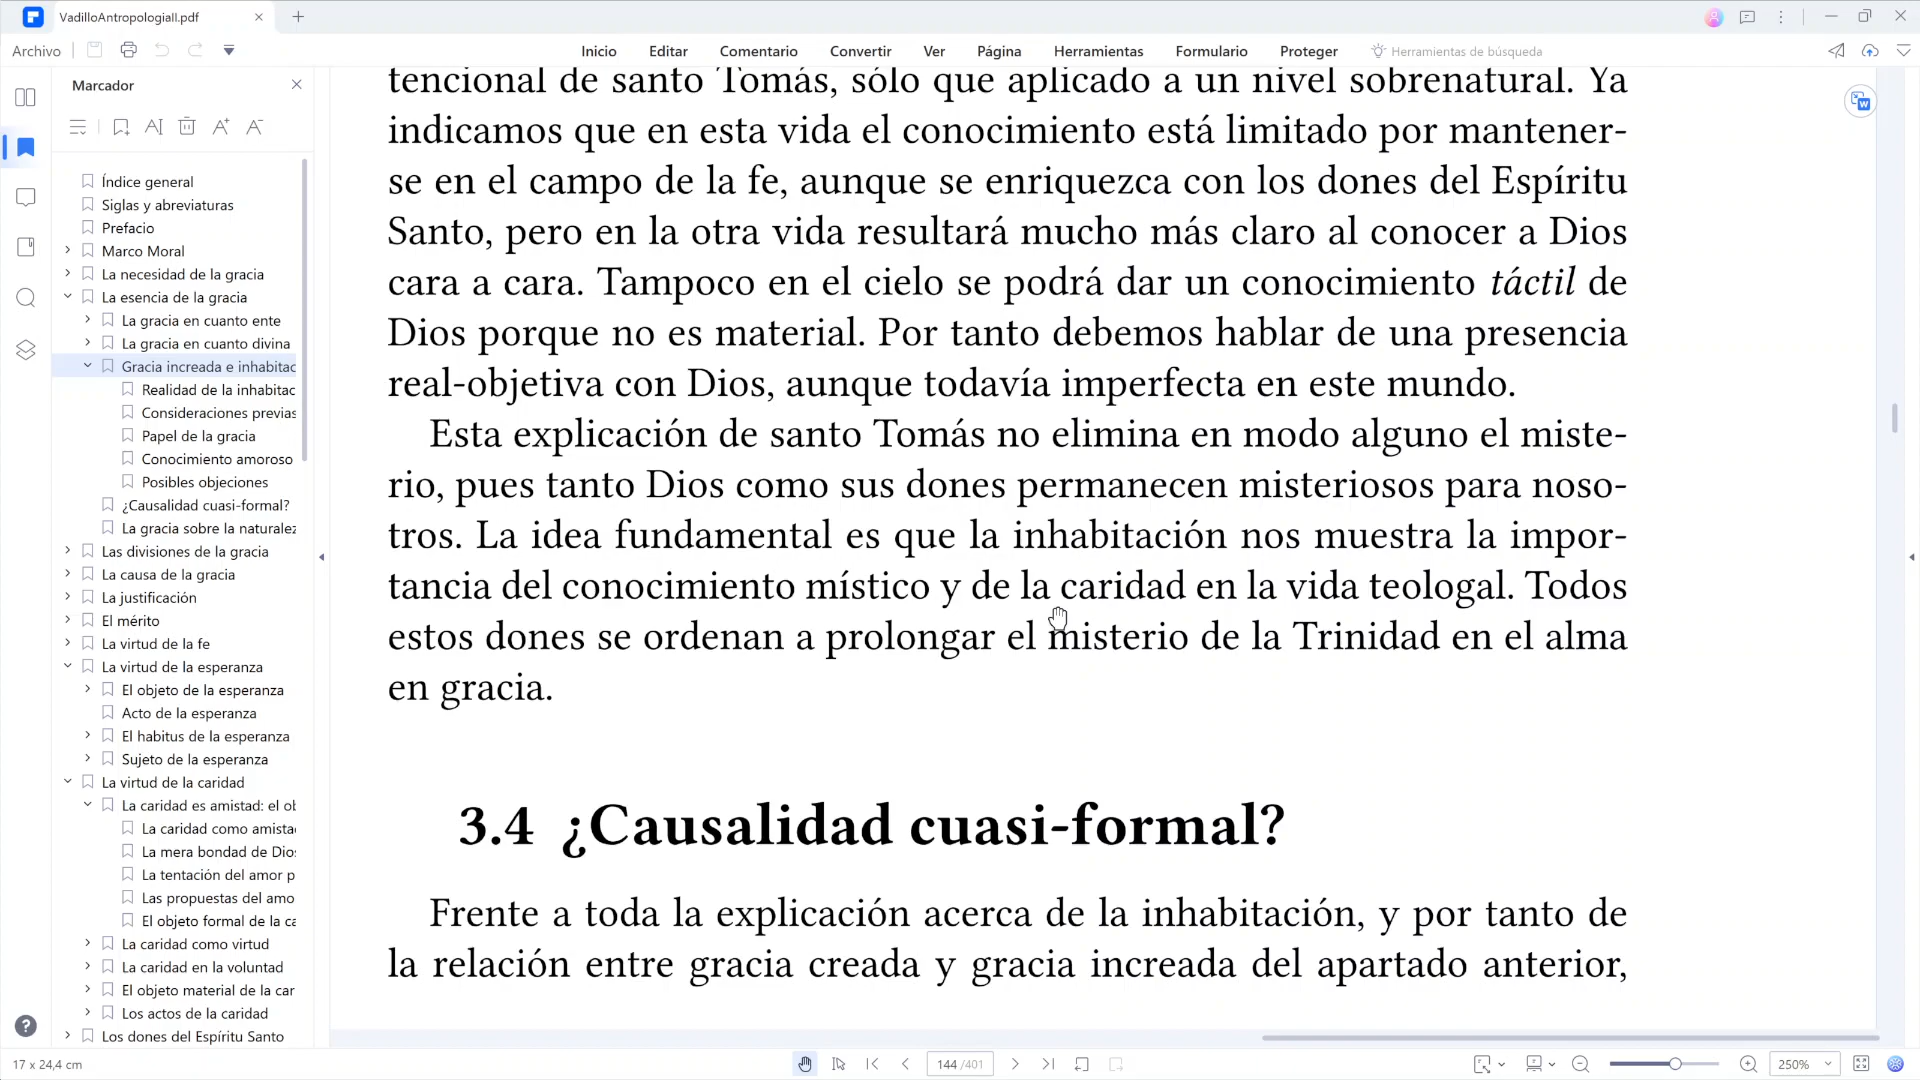 VadilloAntropologiaII.pdf
Archivo
Inicio
Editar
Comentario
Convertir
Ver
Página
Herramientas
Formulario
Proteger
Herramientas de búsqueda
Marcador
Índice general
Siglas y abreviaturas
Prefacio
Marco Moral
La necesidad de la gracia
La esencia de la gracia
La gracia en cuanto ente
La gracia en cuanto divina
Gracia increada e inhabitac
Realidad de la inhabitac
Consideraciones previas
Papel de la gracia
Conocimiento amoroso
Posibles objeciones
¿Causalidad cuasi-formal?
La gracia sobre la naturalez
Las divisiones de la gracia
La causa de la gracia
La justificación
El mérito
La virtud de la fe
La virtud de la esperanza
El objeto de la esperanza
Acto de la esperanza
El habitus de la esperanza
Sujeto de la esperanza
La virtud de la caridad
La caridad es amistad: el ob
La caridad como amista
La mera bondad de Dio
La tentación del amor p
Las propuestas del amo
El objeto formal de la ca
La caridad como virtud
La caridad en la voluntad
El objeto material de la car
Los actos de la caridad
Los dones del Espíritu Santo
tencional de santo Tomás, sólo que aplicado a un nivel sobrenatural. Ya
indicamos que en esta vida el conocimiento está limitado por mantener-
se en el campo de la fe, aunque se enriquezca con los dones del Espíritu
Santo, pero en la otra vida resultará mucho más claro al conocer a Dios
cara a cara. Tampoco en el cielo se podrá dar un conocimiento táctil de
Dios porque no es material. Por tanto debemos hablar de una presencia
real-objetiva con Dios, aunque todavía imperfecta en este mundo.
Esta explicación de santo Tomás no elimina en modo alguno el miste-
rio, pues tanto Dios como sus dones permanecen misteriosos para noso-
tros. La idea fundamental es que la inhabitación nos muestra la impor-
tancia del conocimiento místico y de la caridad en la vida teologal. Todos
estos dones se ordenan a prolongar el misterio de la Trinidad en el alma
en gracia.
3.4 ¿Causalidad cuasi-formal?
Frente a toda la explicación acerca de la inhabitación, y por tanto de
la relación entre gracia creada y gracia increada del apartado anterior,
17 x 24,4 cm
144 /401
250%